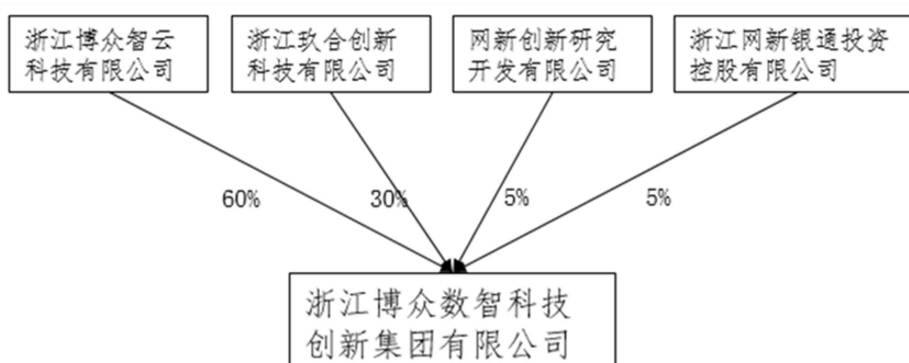 浙江博众智云
科技有限公司
浙江玖合创新
科技有限公司
网新创新研究
开发有限公司
浙江网新银通投资
控股有限公司
60%
30%
5%
5%
浙江博众数智科技
创新集团有限公司